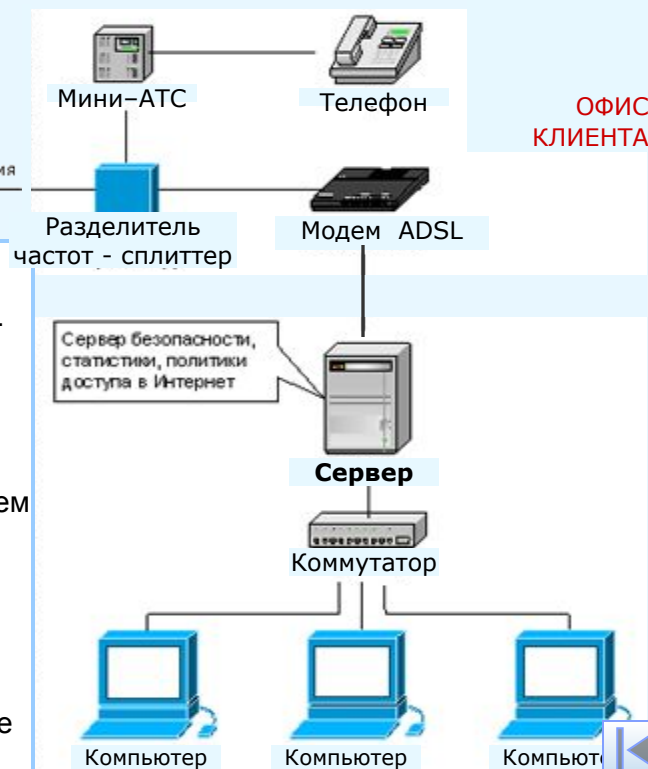 Мини–АТС
Телефон
ОФИС
КЛИЕНТА
Разделитель
частот - сплиттер
Модем ADSL
Сервер безопасности,
статистики, политики
доступа в Интернет
Сервер
Коммутатор
Компьютер
Компьютер